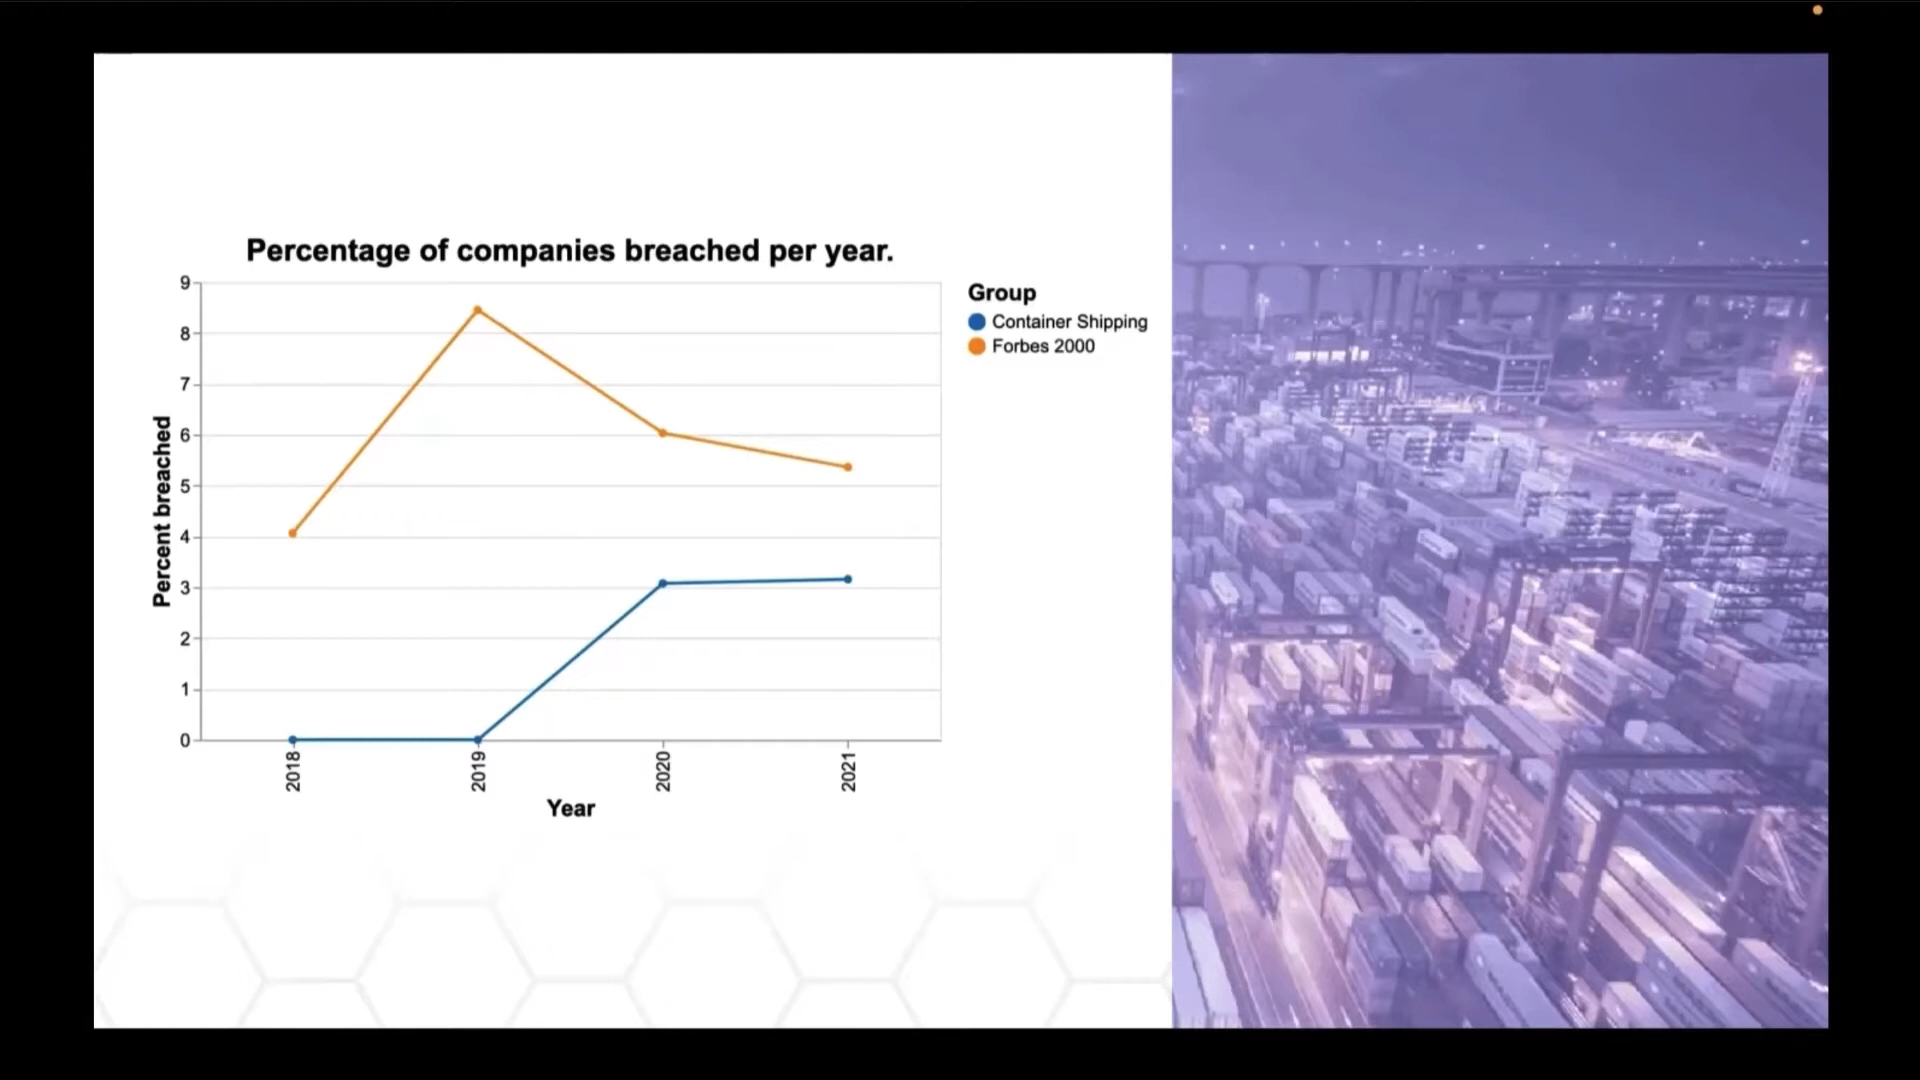 Percentage of companies breached per year.
9
8
7
6
5
4
3
2
1
0
Percent breached
2018
2019
2020
2021
Year
Group
Container Shipping
Forbes 2000